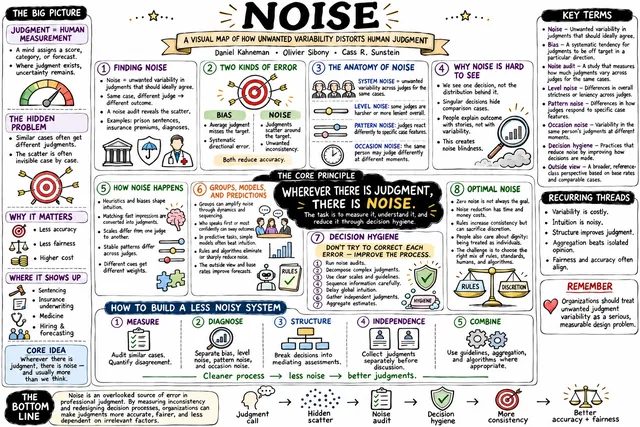 NOISE
A VISUAL MAP OF HOW UNWANTED VARIABILITY DISTORTS HUMAN JUDGMENT
Daniel Kahneman • Olivier Sibony • Cass R. Sunstein
THE BIG PICTURE
JUDGMENT = HUMAN
MEASUREMENT
A mind assigns a score,
category, or forecast.
Where judgment
exists, uncertainty remains.
THE HIDDEN
PROBLEM
Similar cases often get
different judgments.
The scatter is often
invisible case by case.
WHY IT MATTERS
Less accuracy
Less fairness
Higher cost
WHERE IT SHOWS UP
Sentencing
Insurance
underwriting
Medicine
Hiring &
forecasting
CORE IDEA
Wherever there is
judgment, there is noise—
and usually more
than we think.
1 FINDING NOISE
• Noise = unwanted variability in
judgments that should ideally agree.
• Same case, different judge →
different outcome.
• A noise audit reveals the scatter.
• Examples: prison sentences,
insurance premiums, diagnoses.
2 TWO KINDS OF ERROR
BIAS
Average judgment
misses the target.
Systematic
directional error.
NOISE
Judgments
scatter around
the target.
Unwanted
inconsistency.
Both reduce accuracy.
3 THE ANATOMY OF NOISE
SYSTEM NOISE = unwanted
variability across judges for
the same cases.
LEVEL NOISE: some judges are
harsher or more lenient overall.
PATTERN NOISE: judges react
differently to specific case features.
OCCASION NOISE: the same
person may judge differently
at different moments.
4 WHY NOISE IS HARD
TO SEE
• We see one decision, not the
distribution behind it.
• Singular decisions hide
comparison cases.
• People explain outcomes
with stories, not with
variability.
• This creates noisiness.
5 HOW NOISE HAPPENS
• Heuristics and biases shape
intuition.
• Matching: fast impressions are
converted into judgments.
• Scales differ from one
judge to another.
• Stable patterns differ
across judges.
• Different cues get
different weights.
6 GROUPS, MODELS,
AND PREDICTIONS
• Groups can amplify noise
through dynamics and
sequencing.
• Who speaks first or most
confidently can sway outcomes.
• In predictive tasks, simple
models often beat intuition.
• Rules and algorithms eliminate
or sharply reduce noise.
• The outside view and base
rates improve forecasts.
RULES
THE CORE PRINCIPLE
WHEREVER THERE IS JUDGMENT,
THERE IS NOISE.
The task is to measure it, understand it, and
reduce it through decision hygiene.
7 DECISION HYGIENE
DON'T TRY TO CORRECT EACH
ERROR — IMPROVE THE PROCESS.
1. Run noise audits.
2. Decompose complex judgments.
3. Use clear scales and guidelines.
4. Sequence information carefully.
5. Delay global intuition.
6. Gather independent judgments.
7. Aggregate estimates.
HYGIENE
8 OPTIMAL NOISE
• Zero noise is not always the goal.
• Noise reduction has time and
money costs.
• Rules increase consistency but
can sacrifice discretion.
• People also care about dignity:
being treated as individuals.
• The challenge is to choose the
right mix of rules, standards,
humans, and algorithms.
RULES
DISCRETION
HOW TO BUILD A LESS NOISY SYSTEM
1 MEASURE
Audit similar cases.
Quantify disagreement.
2 DIAGNOSE
Separate bias, level
noise, pattern noise,
and occasion noise.
3 STRUCTURE
Break decisions into
mediating assessments.
4 INDEPENDENCE
Collect judgments
separately before
discussion.
5 COMBINE
Use guidelines, aggregation,
and algorithms where
appropriate.
Cleaner process → less noise → better judgments.
KEY TERMS
• Noise – Unwanted variability in
judgments that should ideally agree.
• Bias – A systematic tendency for
judgments to be off target in a
particular direction.
• Noise audit – A study that measures
how much judgments vary across
judges for the same cases.
• Level noise – Differences in overall
strictness or leniency across judges.
• Pattern noise – Differences in how
judges respond to specific case
features.
• Occasion noise – Variability in the
same person's judgments at different
moments.
• Decision hygiene – Practices that
reduce noise by improving how
decisions are made.
• Outside view – A broader, reference-
class perspective based on base
rates and comparable cases.
RECURRING THREADS
• Variability is costly.
• Intuition is noisy.
• Structure improves judgment.
• Aggregation beats isolated
opinion.
• Fairness and accuracy often
align.
REMEMBER
Organizations should treat
unwanted judgment
variability as a serious,
measurable design problem.
THE
BOTTOM
LINE
Noise is an overlooked source of error in
professional judgment. By measuring inconsistency
and redesigning decision processes, organizations can
make judgments more accurate, fairer, and less
dependent on irrelevant factors.
Judgment
call
Hidden
scatter
Noise
audit
Decision
hygiene
More
consistency
Better
accuracy + fairness